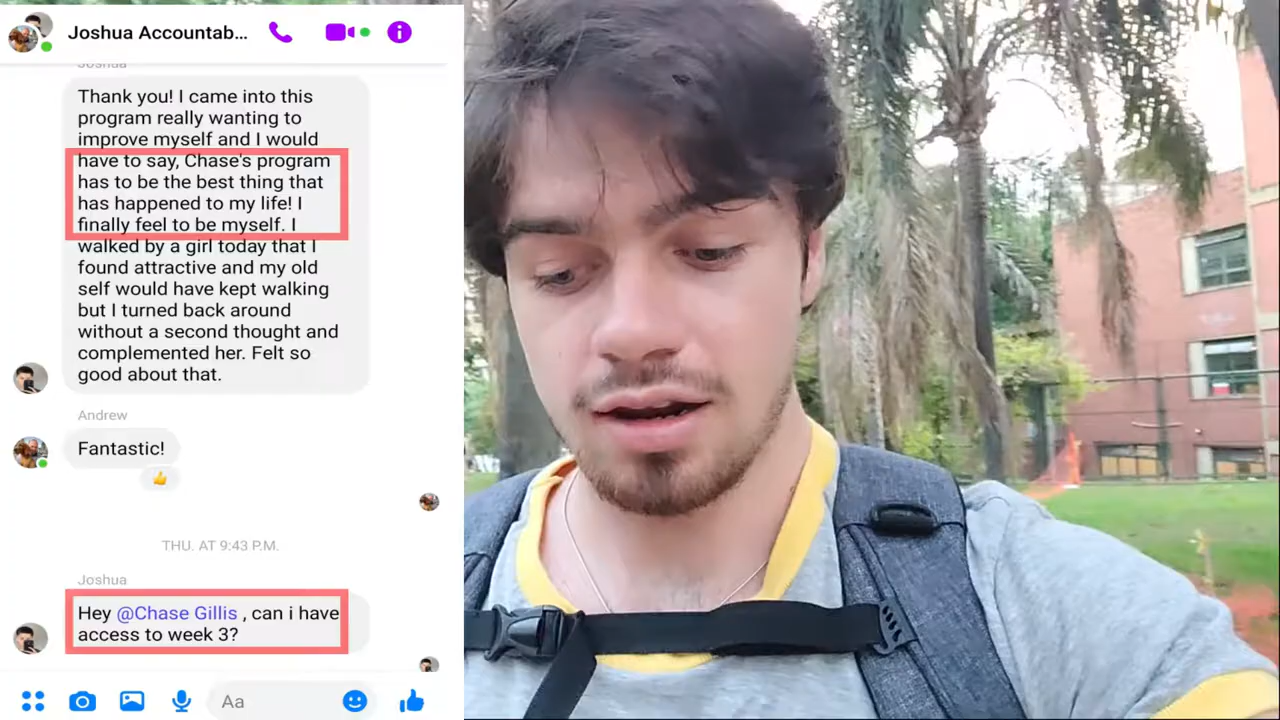 Joshua Accountab...
Joshua
Thank you! I came into this
program really wanting to
improve myself and I would
have to say, Chase's program
has to be the best thing that
has happened to my life! I
finally feel to be myself. I
walked by a girl today that I
found attractive and my old
self would have kept walking
but I turned back around
without a second thought and
complemented her. Felt so
good about that.
Andrew
Fantastic!
THU. AT 9:43 P.M.
Joshua
Hey @Chase Gillis , can i have
access to week 3?
Aa